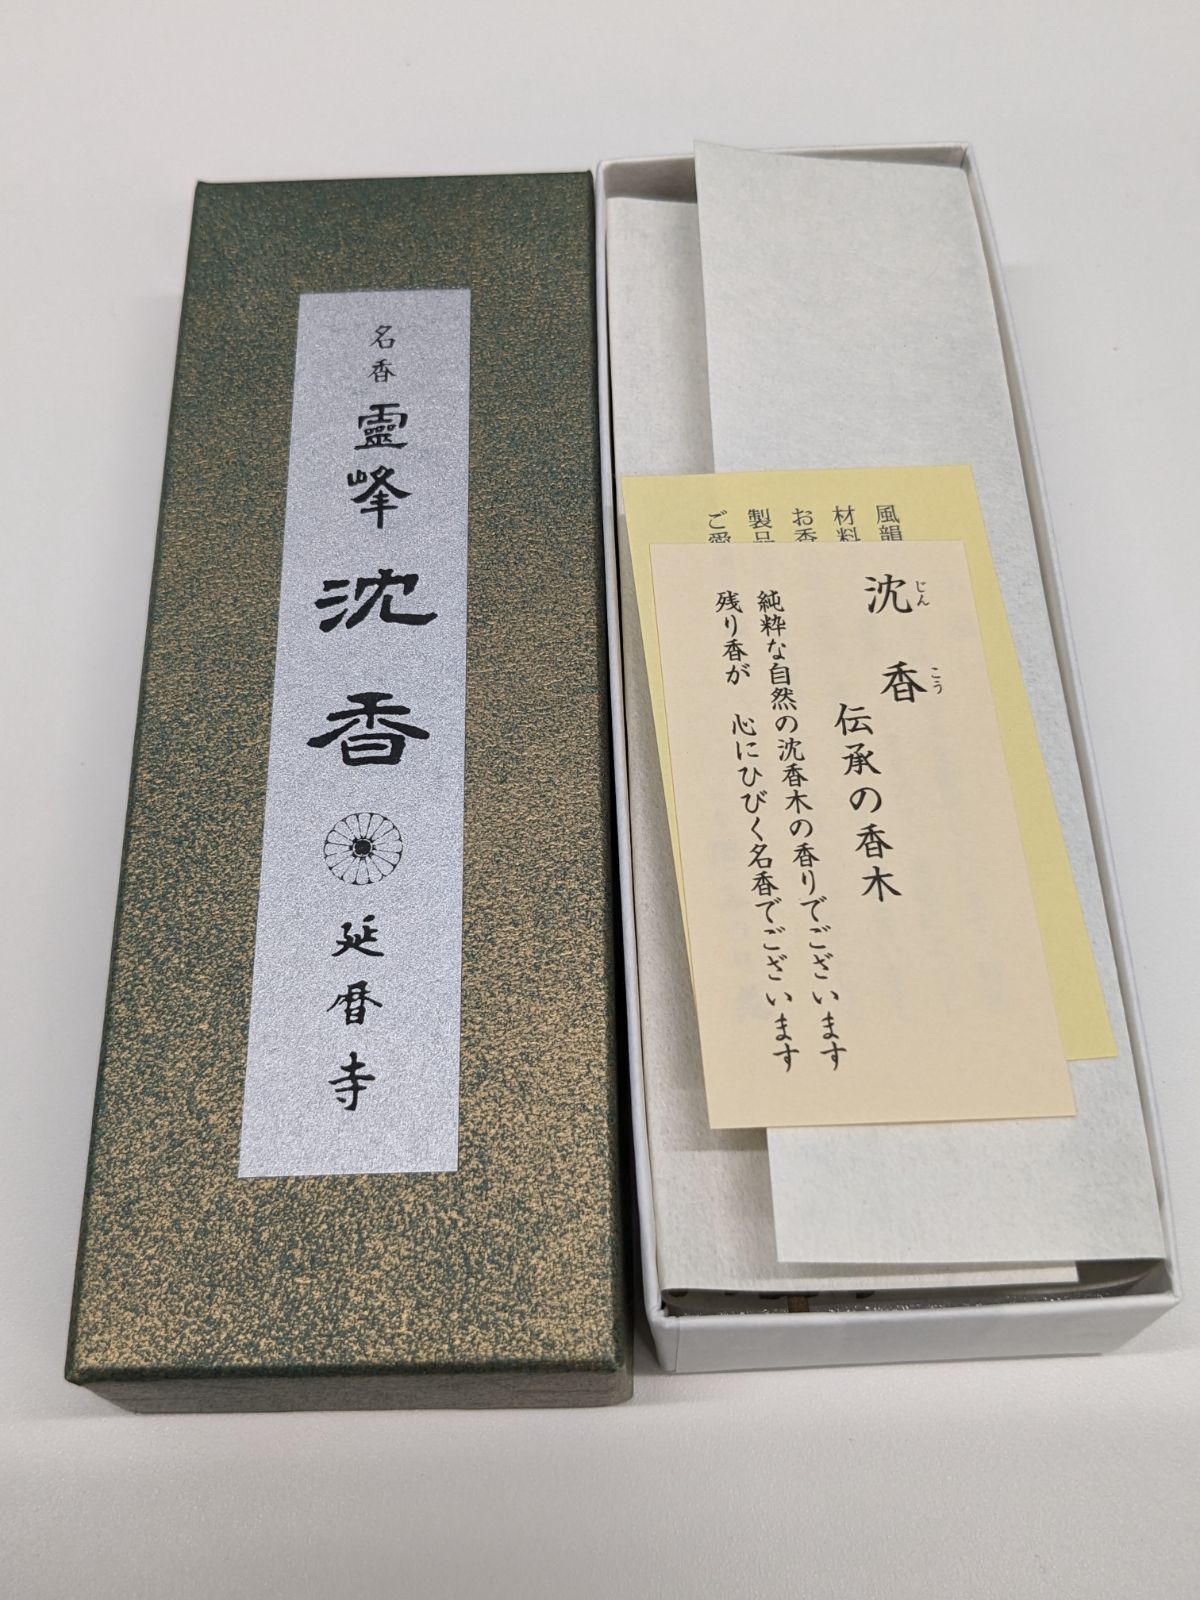 名香
靈峰
沈香
延暦寺
沈香
じん
こう
伝承の香木
純粋な自然の沈香木の香りでございます
残り香が 心にひびく名香でございます
風韻
材料
お香
製品
ご愛